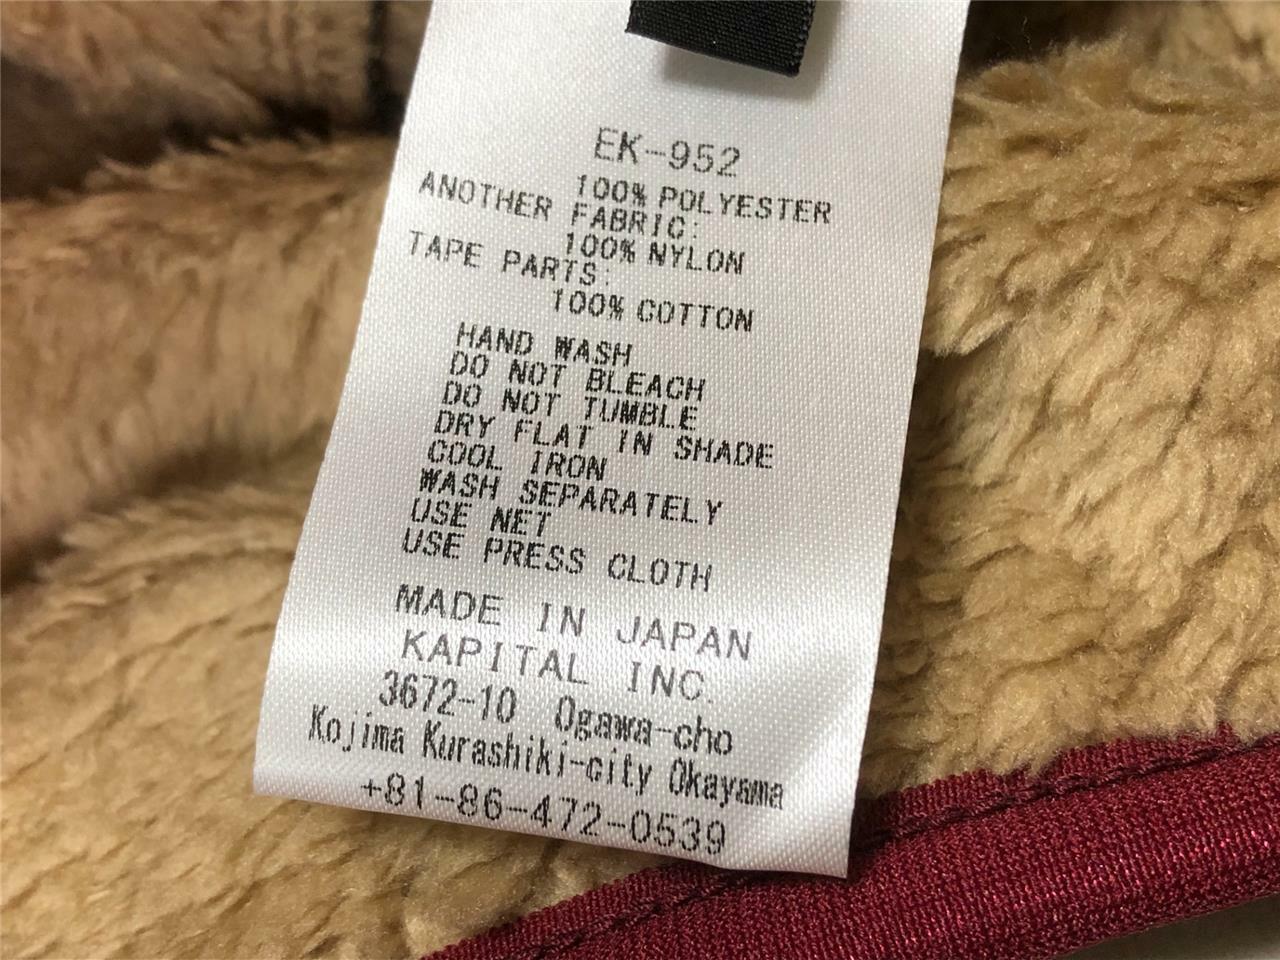 EK-952
100% POLYESTER
ANOTHER FABRIC:
100% NYLON
TAPE PARTS:
100% COTTON
HAND WASH
DO NOT BLEACH
DO NOT TUMBLE
DRY FLAT IN SHADE
COOL IRON
WASH SEPARATELY
USE NET
USE PRESS CLOTH
MADE IN JAPAN
KAPITAL INC.
3672-10 Ogawa-cho
Kojima Kurashiki-city Okayama
+81-86-472-0539